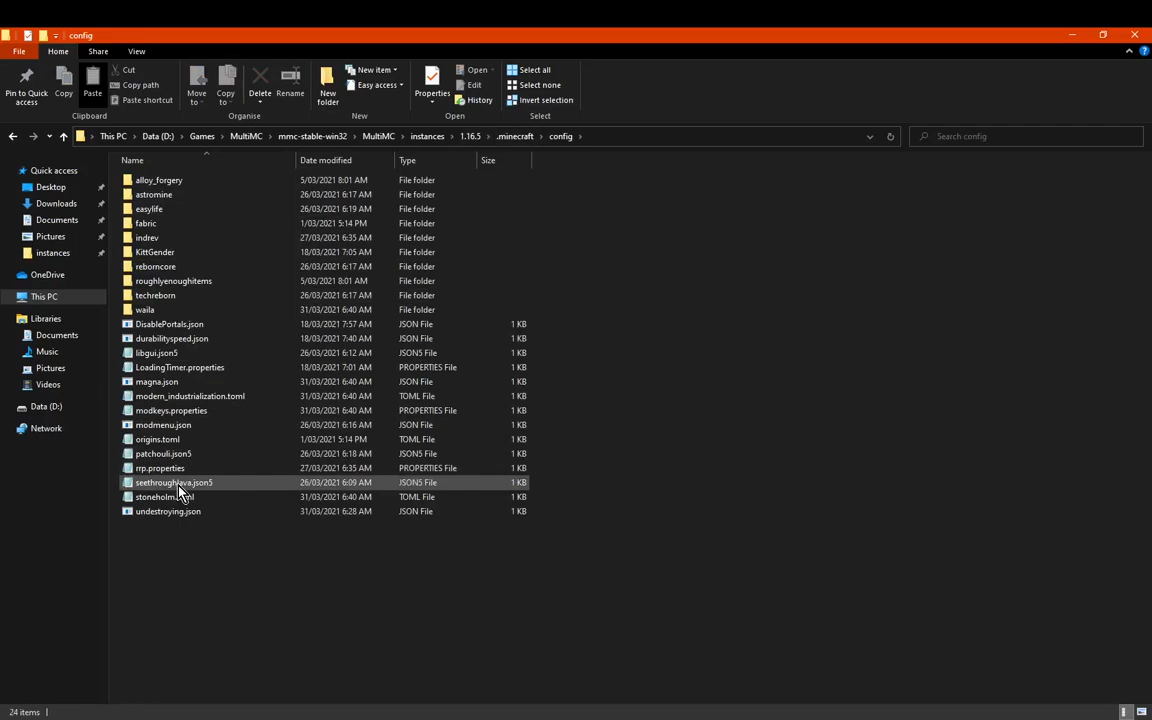 config
File Home Share View
Pin to Quick access
Copy
Paste
Cut
Copy path
Paste shortcut
Clipboard
Move to
Copy to
Delete
Rename
Organise
New folder
New item
Easy access
New
Properties
Open
Edit
History
Open
Select all
Select none
Invert selection
Select
This PC > Data (D:) > Games > MultiMC > mmc-stable-win32 > MultiMC > instances > 1.16.5 > .minecraft > config >
Search config
Quick access
Desktop
Downloads
Documents
Pictures
instances
OneDrive
This PC
Libraries
Documents
Music
Pictures
Videos
Data (D:)
Network
Name Date modified Type Size
alloy_forgery 5/03/2021 8:01 AM File folder
astromine 26/03/2021 6:17 AM File folder
easylife 26/03/2021 6:19 AM File folder
fabric 1/03/2021 5:14 PM File folder
indrev 27/03/2021 6:35 AM File folder
KittGender 18/03/2021 7:05 AM File folder
reborncore 26/03/2021 6:17 AM File folder
roughlyenoughitems 5/03/2021 8:01 AM File folder
techreborn 26/03/2021 6:17 AM File folder
waila 31/03/2021 6:40 AM File folder
DisablePortals.json 18/03/2021 7:57 AM JSON File 1 KB
durabilityspeed.json 18/03/2021 7:40 AM JSON File 1 KB
libgui.json5 26/03/2021 6:12 AM JSON5 File 1 KB
LoadingTimer.properties 18/03/2021 7:01 AM PROPERTIES File 1 KB
magna.json 31/03/2021 6:40 AM JSON File 1 KB
modern_industrialization.toml 31/03/2021 6:40 AM TOML File 1 KB
modkeys.properties 31/03/2021 6:40 AM PROPERTIES File 1 KB
modmenu.json 26/03/2021 6:16 AM JSON File 1 KB
origins.toml 1/03/2021 5:14 PM TOML File 1 KB
patchouli.json5 26/03/2021 6:18 AM JSON5 File 1 KB
rrp.properties 27/03/2021 6:35 AM PROPERTIES File 1 KB
seethroughlava.json5 26/03/2021 6:09 AM JSON5 File 1 KB
stoneholm.toml 31/03/2021 6:40 AM TOML File 1 KB
undestroying.json 31/03/2021 6:28 AM JSON File 1 KB
24 items